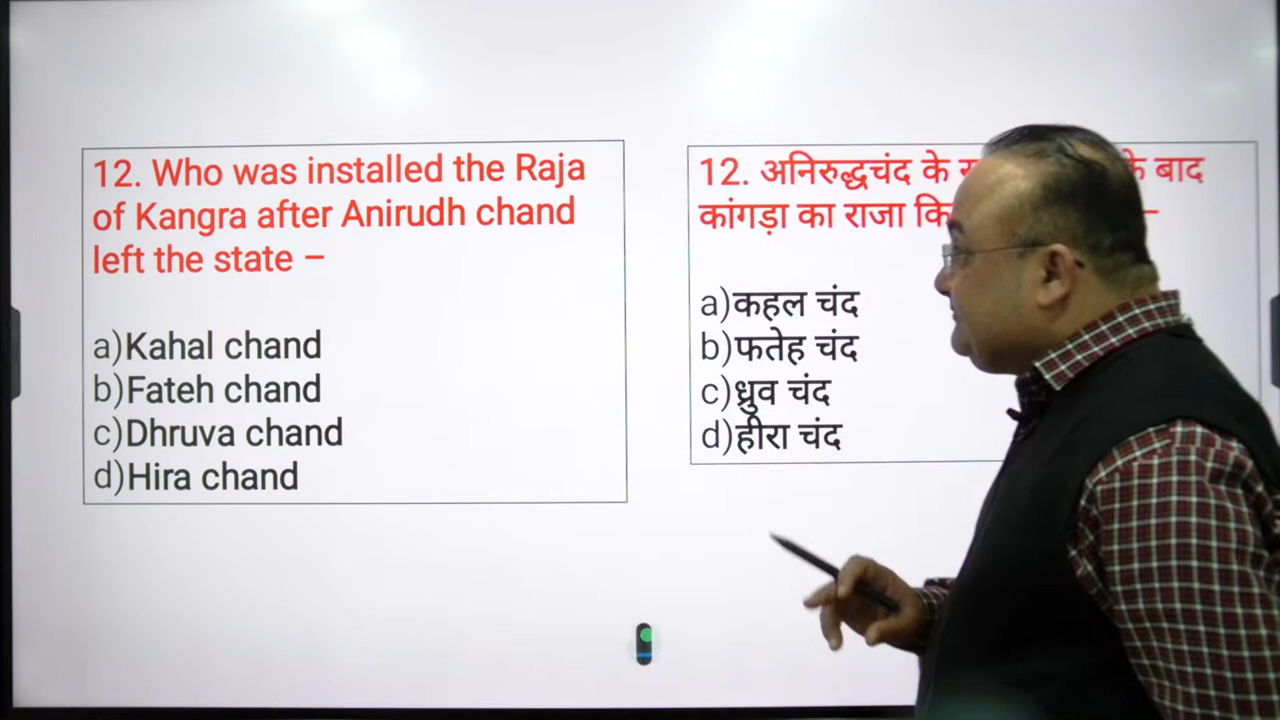 12. Who was installed the Raja
of Kangra after Anirudh chand
left the state –
a)Kahal chand
b)Fateh chand
c)Dhruva chand
d)Hira chand
12. अनिरुद्धचंद के के बाद
कांगड़ा का राजा –
a)कहल चंद
b)फतेह चंद
c)ध्रुव चंद
d)हीरा चंद